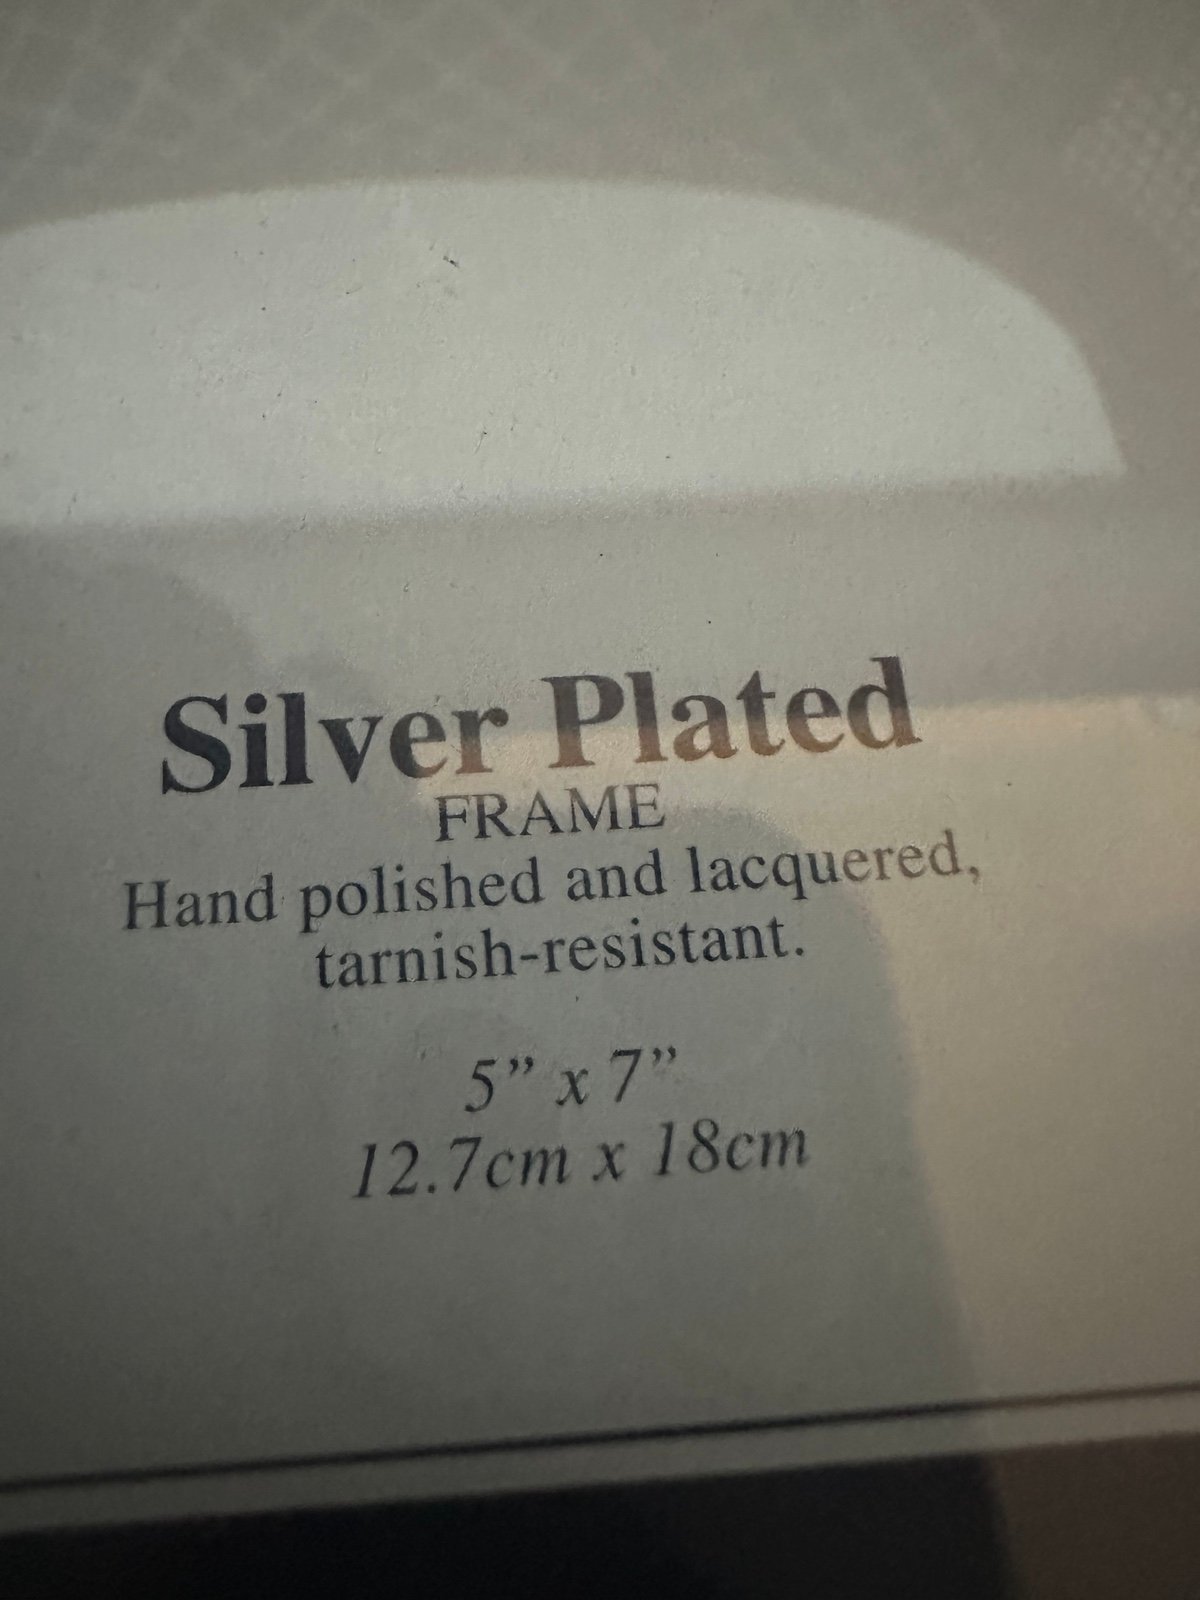 Silver Plated
FRAME
Hand polished and lacquered,
tarnish-resistant.
5” x 7”
12.7cm x 18cm